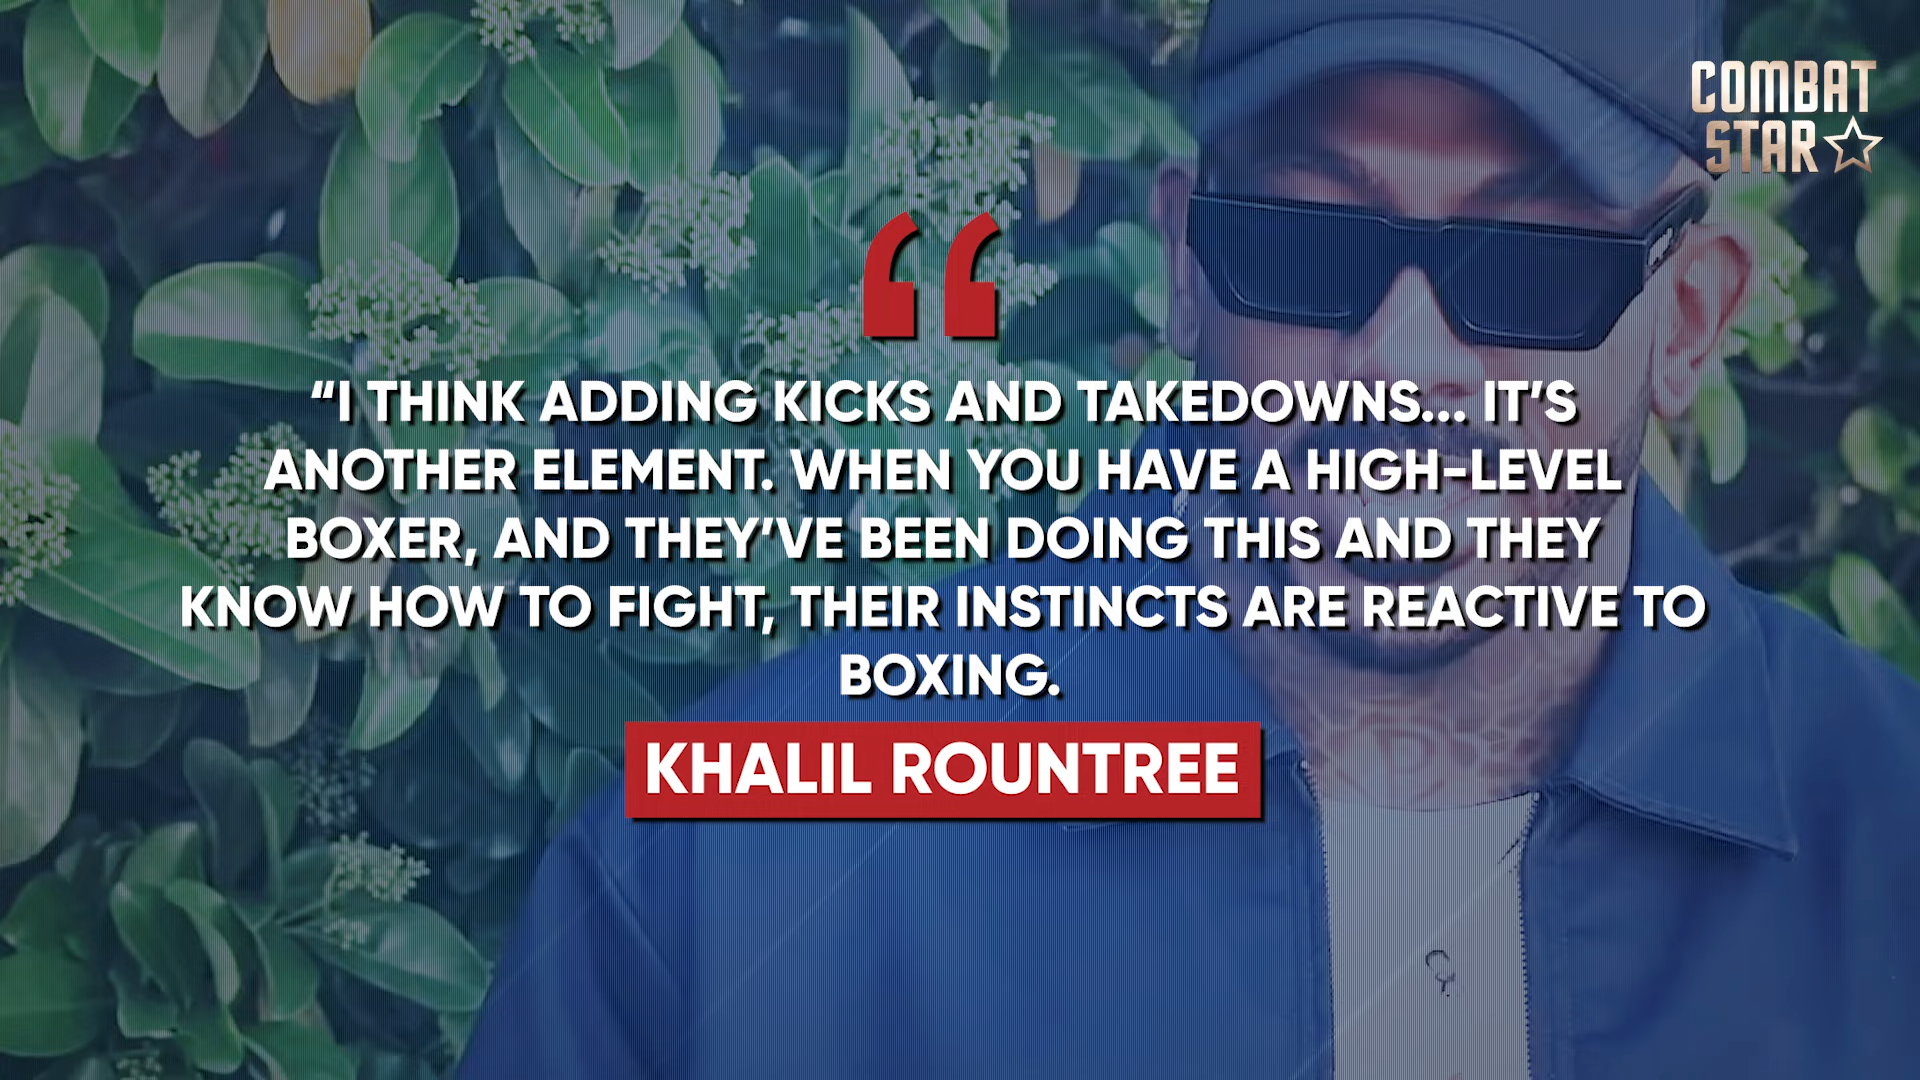 COMBAT
STAR
“
“I THINK ADDING KICKS AND TAKEDOWNS... IT’S
ANOTHER ELEMENT. WHEN YOU HAVE A HIGH-LEVEL
BOXER, AND THEY’VE BEEN DOING THIS AND THEY
KNOW HOW TO FIGHT, THEIR INSTINCTS ARE REACTIVE TO
BOXING.
KHALIL ROUNTREE